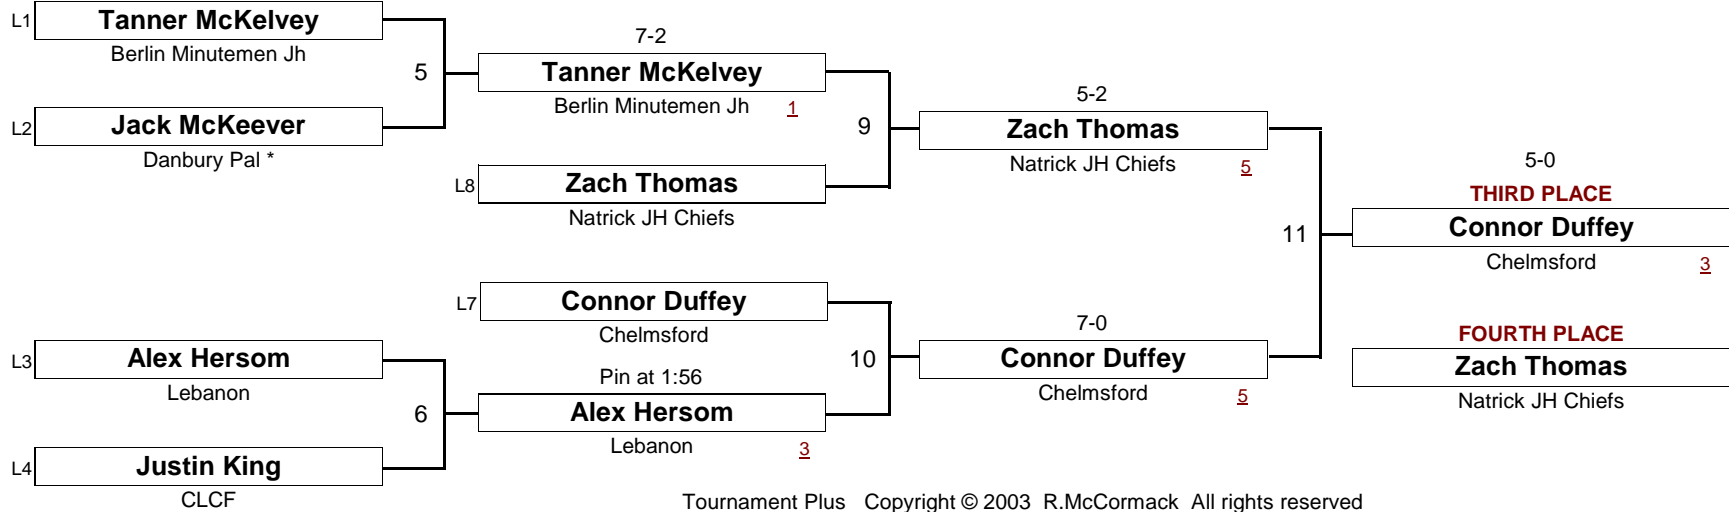 L1 Tanner McKelvey
Berlin Minutemen Jh
5
L2 Jack McKeever
Danbury Pal *
7-2
Tanner McKelvey
Berlin Minutemen Jh 1
9
L8 Zach Thomas
Natrick JH Chiefs
5-2
Zach Thomas
Natrick JH Chiefs 5
11
5-0
THIRD PLACE
Connor Duffey
Chelmsford 3
L7 Connor Duffey
Chelmsford
10
L3 Alex Hersom
Lebanon
6
L4 Justin King
CLCF
Pin at 1:56
Alex Hersom
Lebanon 3
7-0
Connor Duffey
Chelmsford 5
FOURTH PLACE
Zach Thomas
Natrick JH Chiefs
Tournament Plus Copyright © 2003 R.McCormack All rights reserved